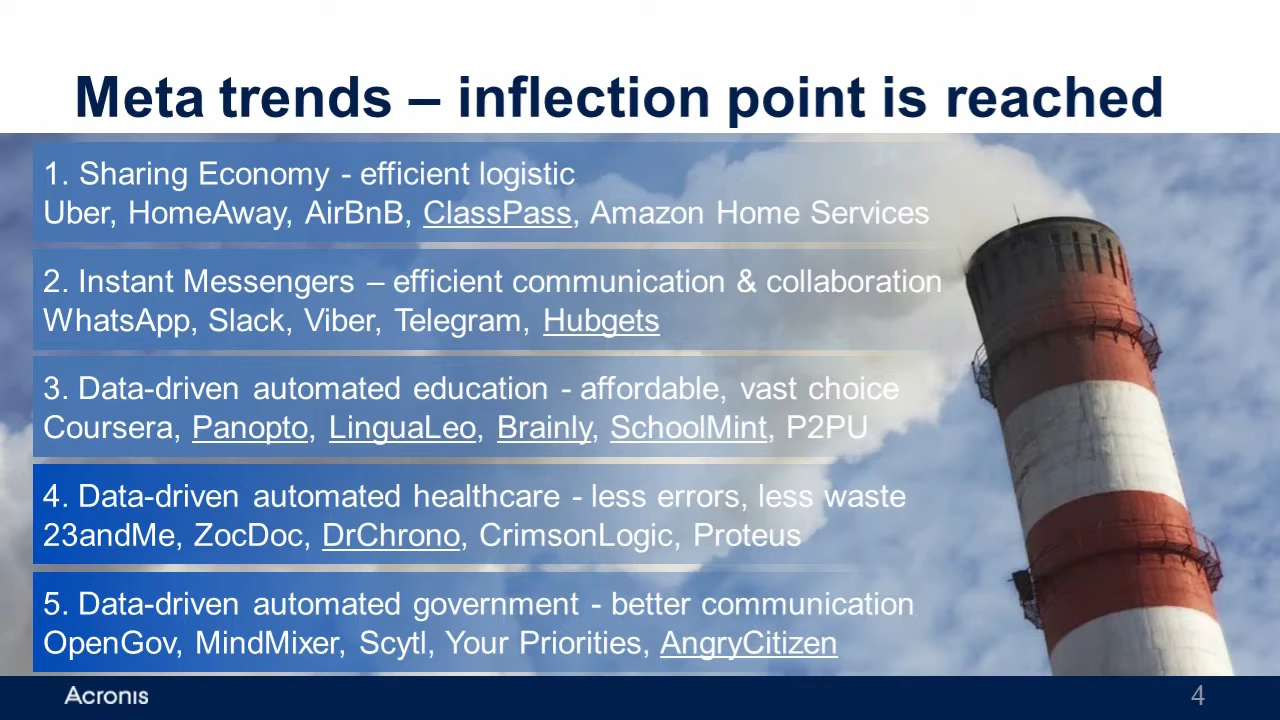 Meta trends – inflection point is reached
1. Sharing Economy - efficient logistic
Uber, HomeAway, AirBnB, ClassPass, Amazon Home Services
2. Instant Messengers – efficient communication & collaboration
WhatsApp, Slack, Viber, Telegram, Hubgets
3. Data-driven automated education - affordable, vast choice
Coursera, Panopto, LinguaLeo, Brainly, SchoolMint, P2PU
4. Data-driven automated healthcare - less errors, less waste
23andMe, ZocDoc, DrChrono, CrimsonLogic, Proteus
5. Data-driven automated government - better communication
OpenGov, MindMixer, Scytl, Your Priorities, AngryCitizen
Acronis
4